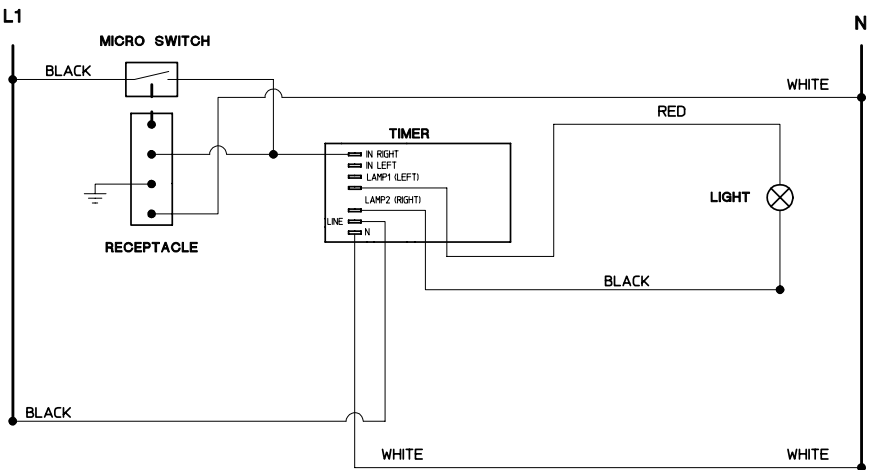 L1
N
MICRO SWITCH
BLACK
WHITE
RED
TIMER
IN RIGHT
IN LEFT
LAMP1 (LEFT)
LAMP2 (RIGHT)
LINE
N
LIGHT
RECEPTACLE
BLACK
BLACK
WHITE
WHITE